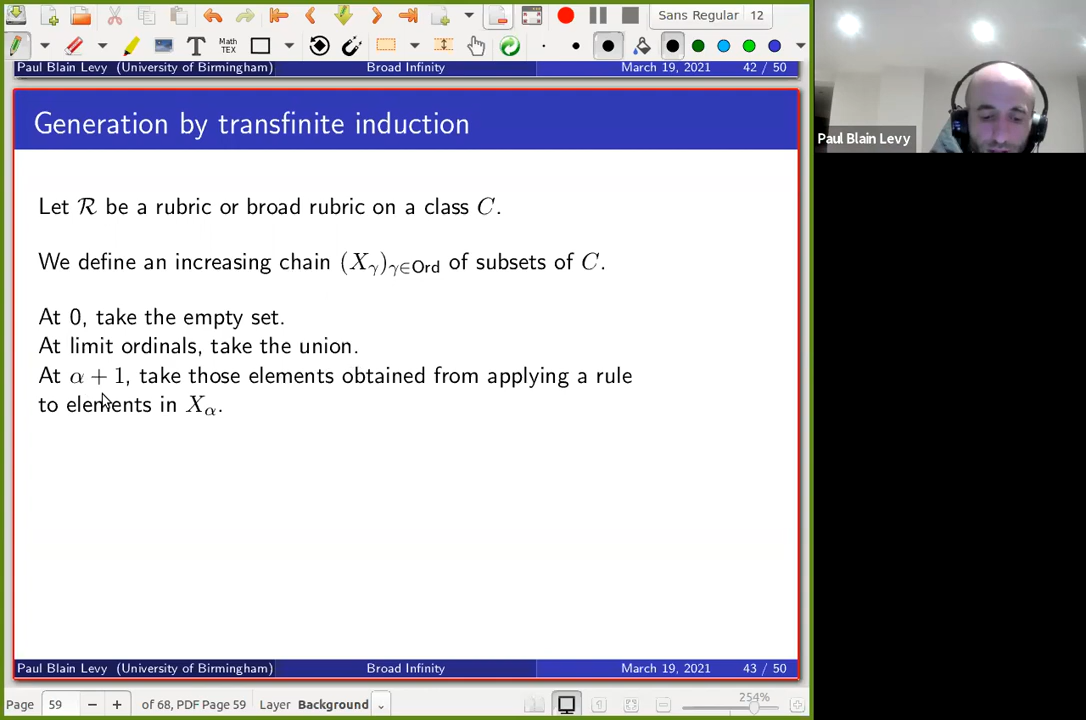 Sans Regular 12
Math
TEX
Paul Blain Levy (University of Birmingham) Broad Infinity March 19, 2021 42 / 50
Generation by transfinite induction
Paul Blain Levy
Let ℛ be a rubric or broad rubric on a class C.
We define an increasing chain (X_γ)_γ∈Ord of subsets of C.
At 0, take the empty set.
At limit ordinals, take the union.
At α + 1, take those elements obtained from applying a rule
to elements in X_α.
Paul Blain Levy (University of Birmingham) Broad Infinity March 19, 2021 43 / 50
Page 59 of 68, PDF Page 59 Layer Background 254%